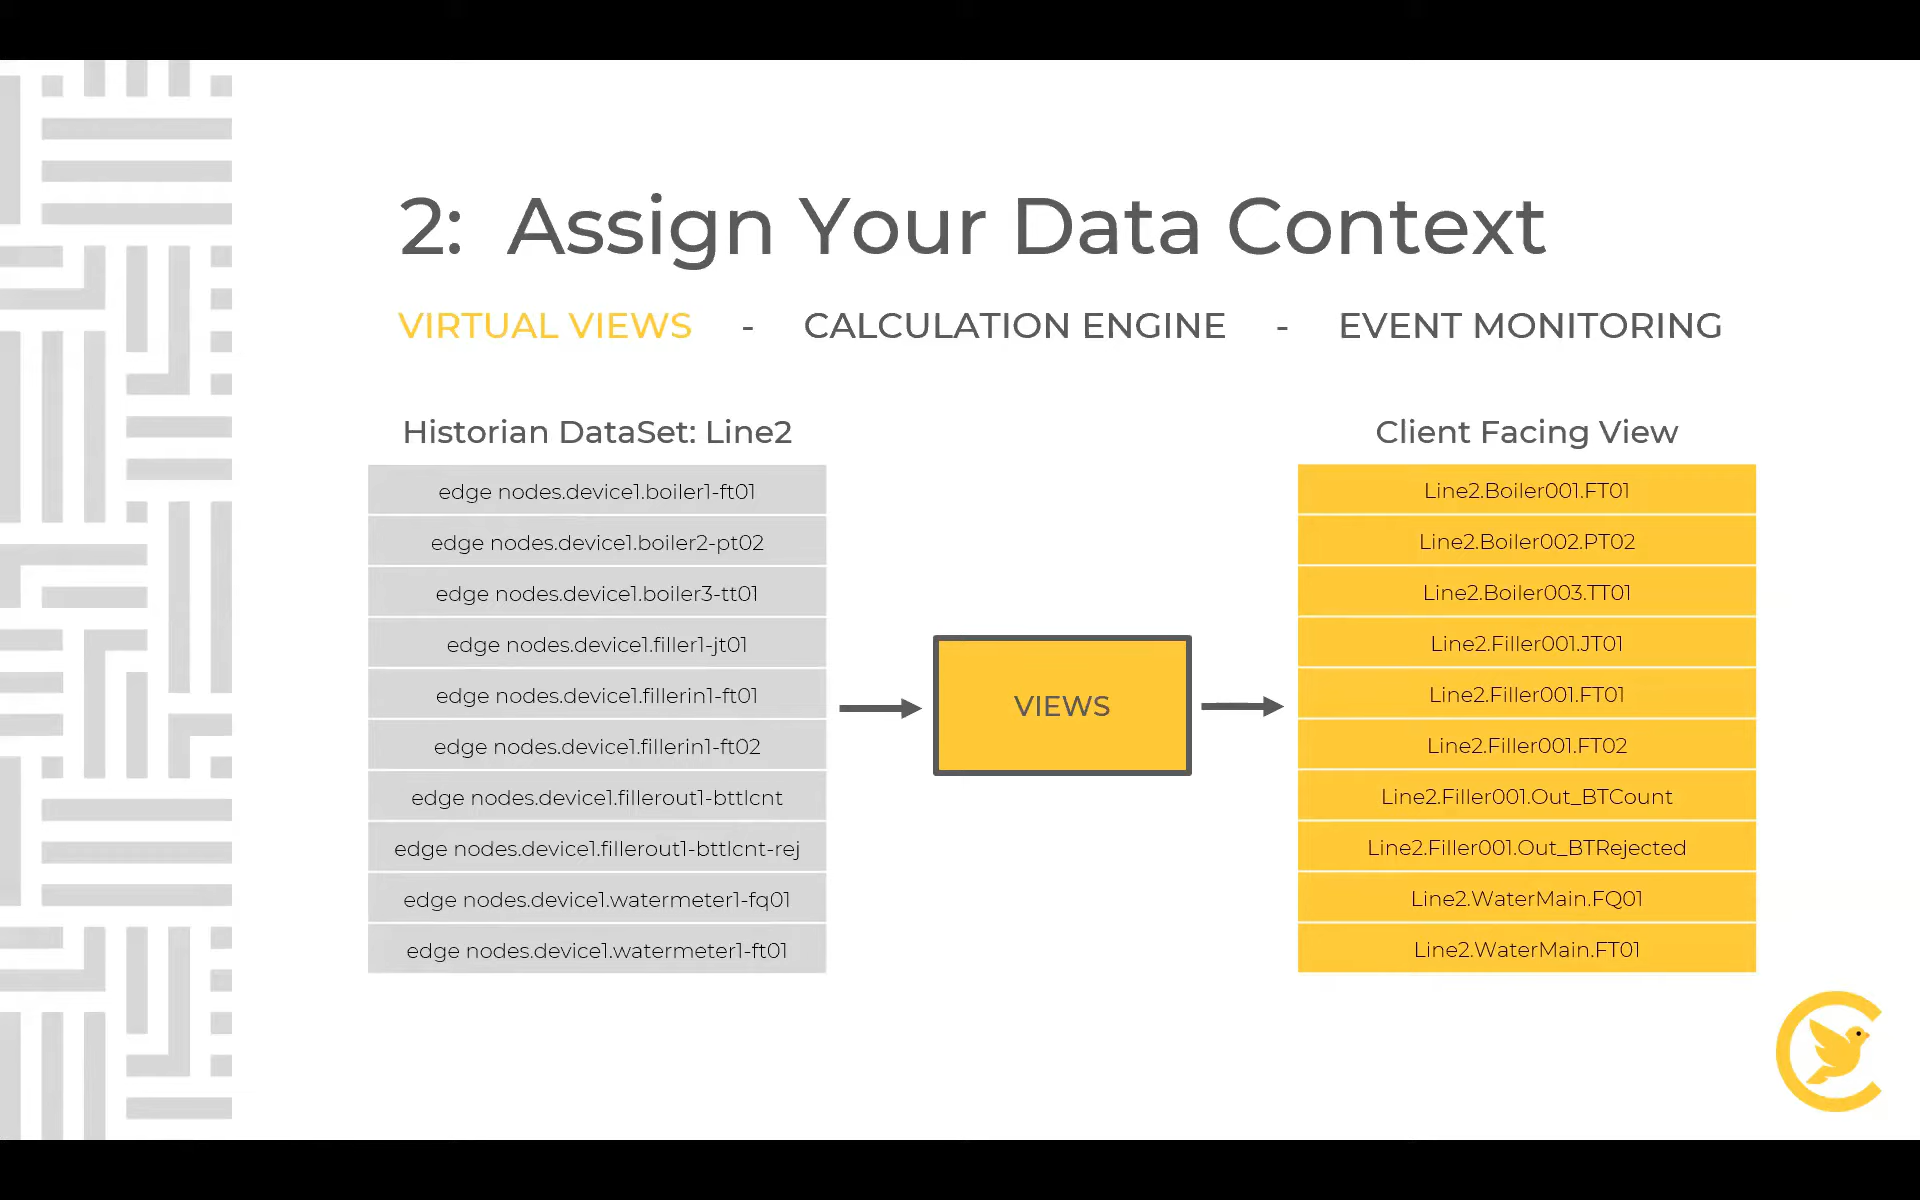 2: Assign Your Data Context
VIRTUAL VIEWS - CALCULATION ENGINE - EVENT MONITORING
Historian DataSet: Line2
edge nodes.device1.boiler1-ft01
edge nodes.device1.boiler2-pt02
edge nodes.device1.boiler3-tt01
edge nodes.device1.filler1-jt01
edge nodes.device1.fillerin1-ft01
edge nodes.device1.fillerin1-ft02
edge nodes.device1.fillerout1-bttlcnt
edge nodes.device1.fillerout1-bttlcnt-rej
edge nodes.device1.watermeter1-fq01
edge nodes.device1.watermeter1-ft01
VIEWS
Client Facing View
Line2.Boiler001.FT01
Line2.Boiler002.PT02
Line2.Boiler003.TT01
Line2.Filler001.JT01
Line2.Filler001.FT01
Line2.Filler001.FT02
Line2.Filler001.Out_BTCount
Line2.Filler001.Out_BTRejected
Line2.WaterMain.FQ01
Line2.WaterMain.FT01